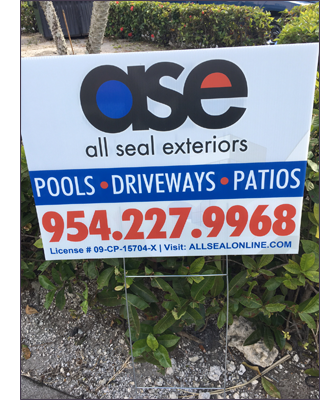 ase
all seal exteriors
POOLS • DRIVEWAYS • PATIOS
954.227.9968
License # 09-CP-15704-X | Visit: ALLSEALONLINE.COM